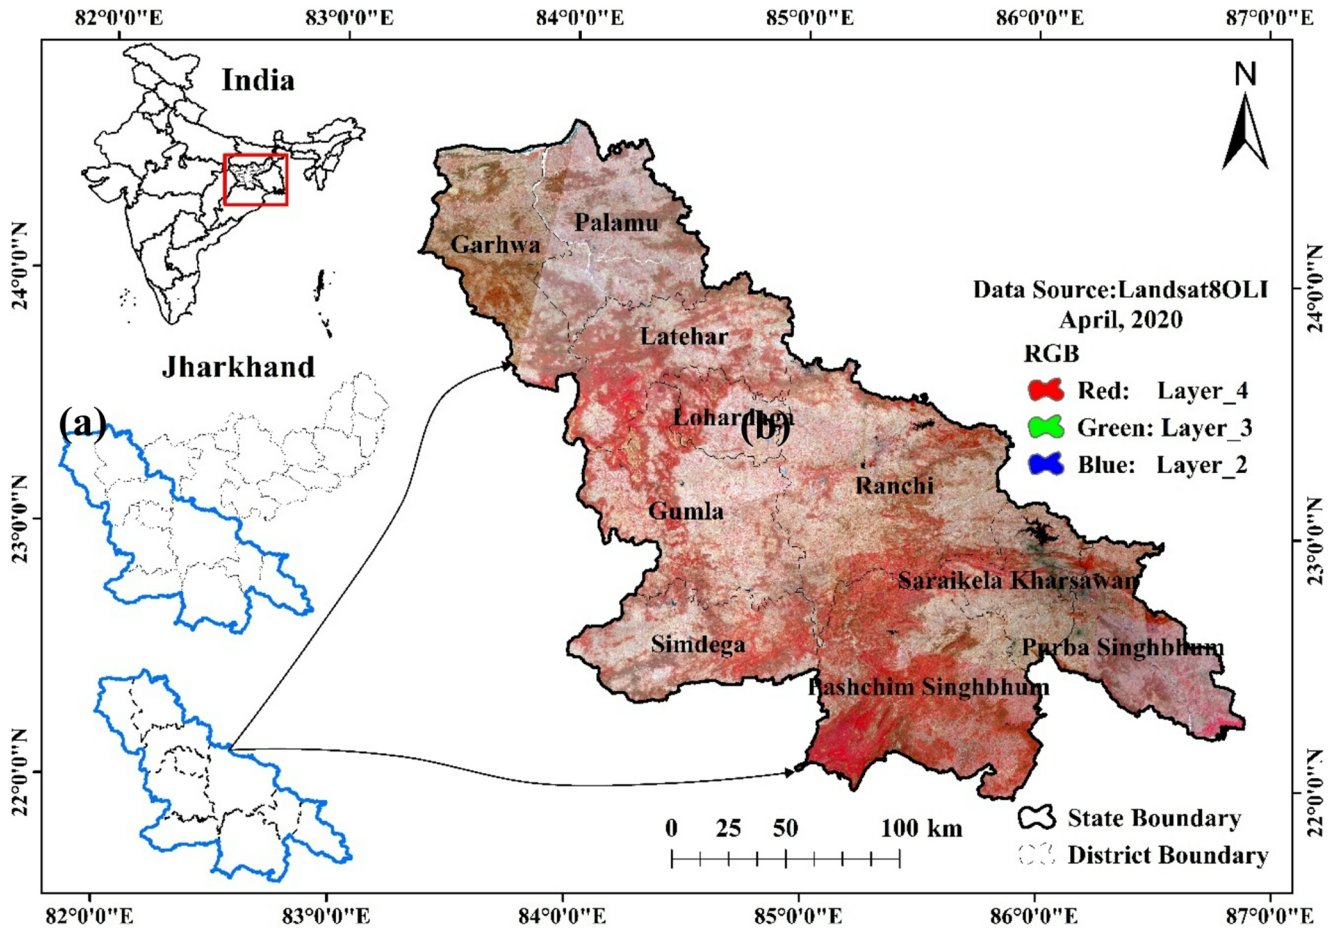 82°0'0"E 83°0'0"E 84°0'0"E 85°0'0"E 86°0'0"E 87°0'0"E
India
N
24°0'0"N
23°0'0"N
22°0'0"N
Palamu
Garhwa
Latehar
Jharkhand
(a)
Lohardaga
(b)
Ranchi
Gumla
Saraikela Kharsawan
Simdega
Purba Singhbhum
Pashchim Singhbhum
Data Source:Landsat8OLI
April, 2020
RGB
Red: Layer_4
Green: Layer_3
Blue: Layer_2
24°0'0"N
23°0'0"N
22°0'0"N
0 25 50 100 km
State Boundary
District Boundary
82°0'0"E 83°0'0"E 84°0'0"E 85°0'0"E 86°0'0"E 87°0'0"E